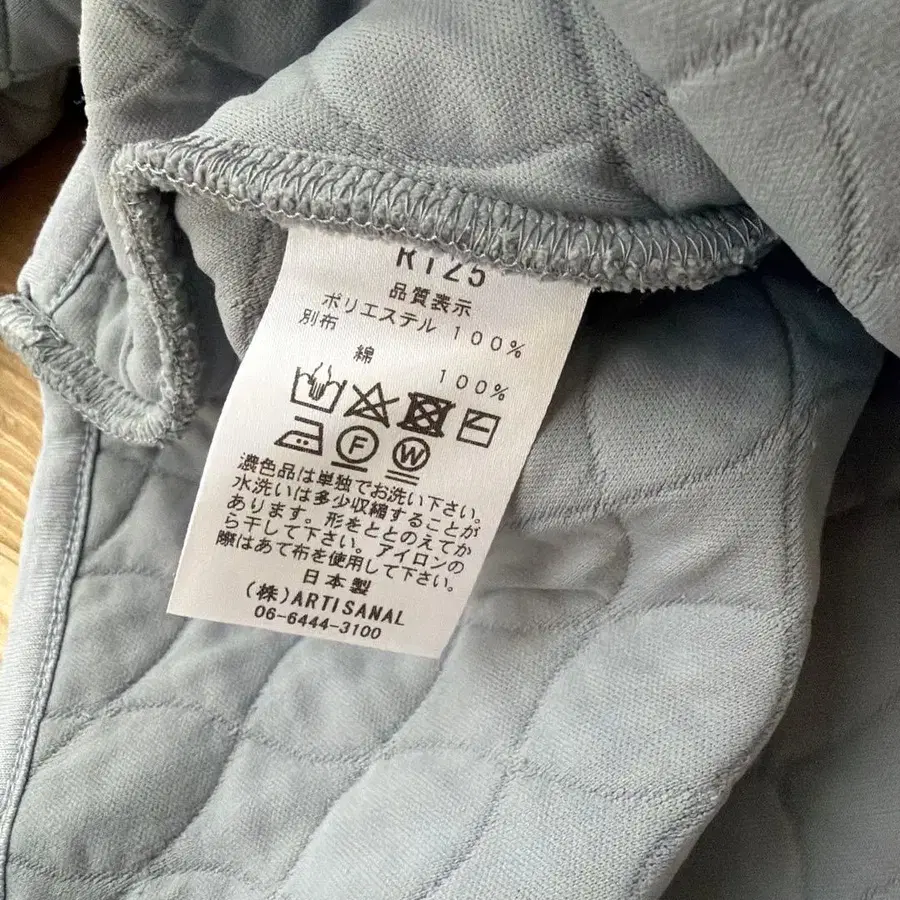 R125
品質表示
ポリエステル 100%
別布
綿 100%
F W
濃色品は単独でお洗い下さい。
水洗いは多少収縮することが
あります。形をととのえてか
ら干して下さい。アイロンの
際はあて布を使用して下さい。
日本製
(株)ARTISANAL
06-6444-3100